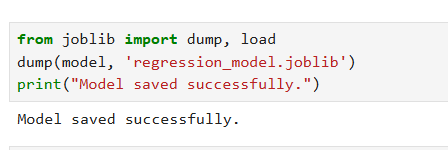 from joblib import dump, load
dump(model, 'regression_model.joblib')
print("Model saved successfully.")
Model saved successfully.